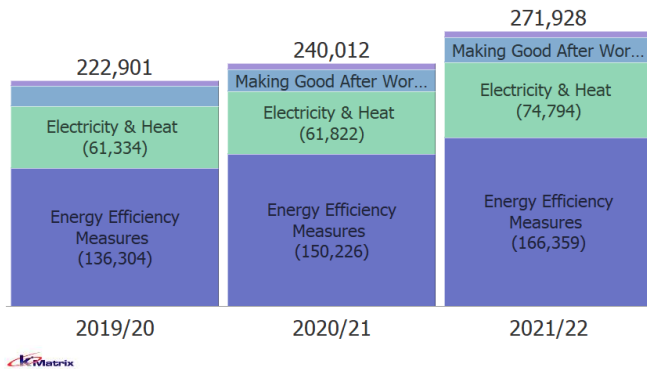 222,901
240,012
271,928
Making Good After Wor...
Making Good After Wor...
Electricity & Heat
(61,334)
Electricity & Heat
(61,822)
Electricity & Heat
(74,794)
Energy Efficiency
Measures
(136,304)
Energy Efficiency
Measures
(150,226)
Energy Efficiency
Measures
(166,359)
2019/20
2020/21
2021/22
kMatrix